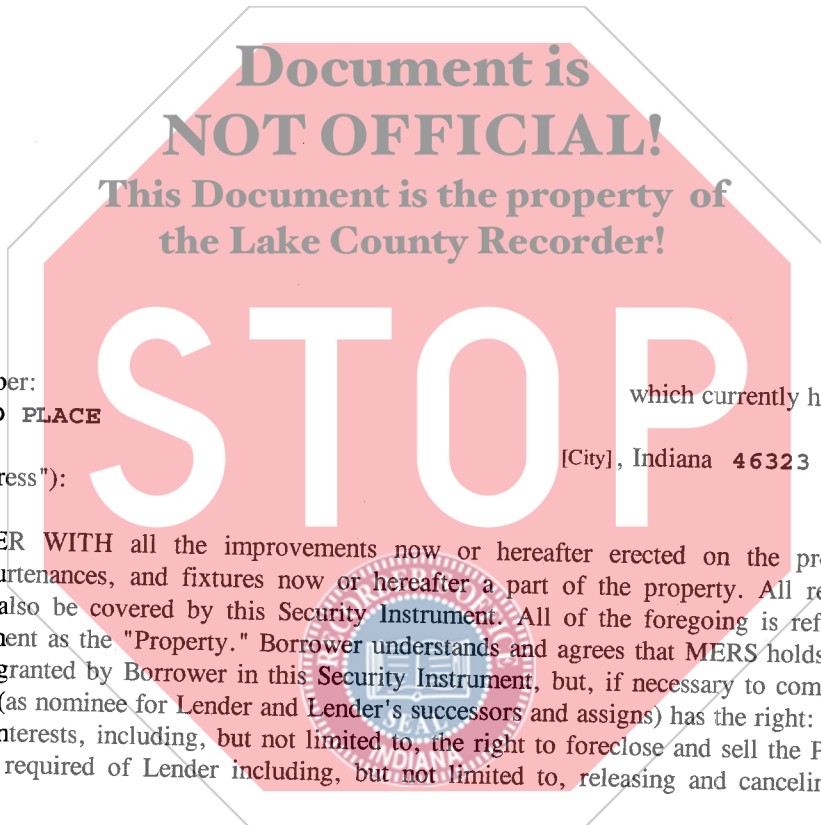 Document is
NOT OFFICIAL!
This Document is the property of
the Lake County Recorder!
STOP
ber:
which currently h
PLACE
[City], Indiana 46323
ress"):
ER WITH all the improvements now or hereafter erected on the pr
urtenances, and fixtures now or hereafter a part of the property. All re
also be covered by this Security Instrument. All of the foregoing is ref
ment as the "Property." Borrower understands and agrees that MERS holds
granted by Borrower in this Security Instrument, but, if necessary to com
(as nominee for Lender and Lender's successors and assigns) has the right:
nterests, including, but not limited to, the right to foreclose and sell the P
required of Lender including, but not limited to, releasing and cancelin
SEAL
INDIANA